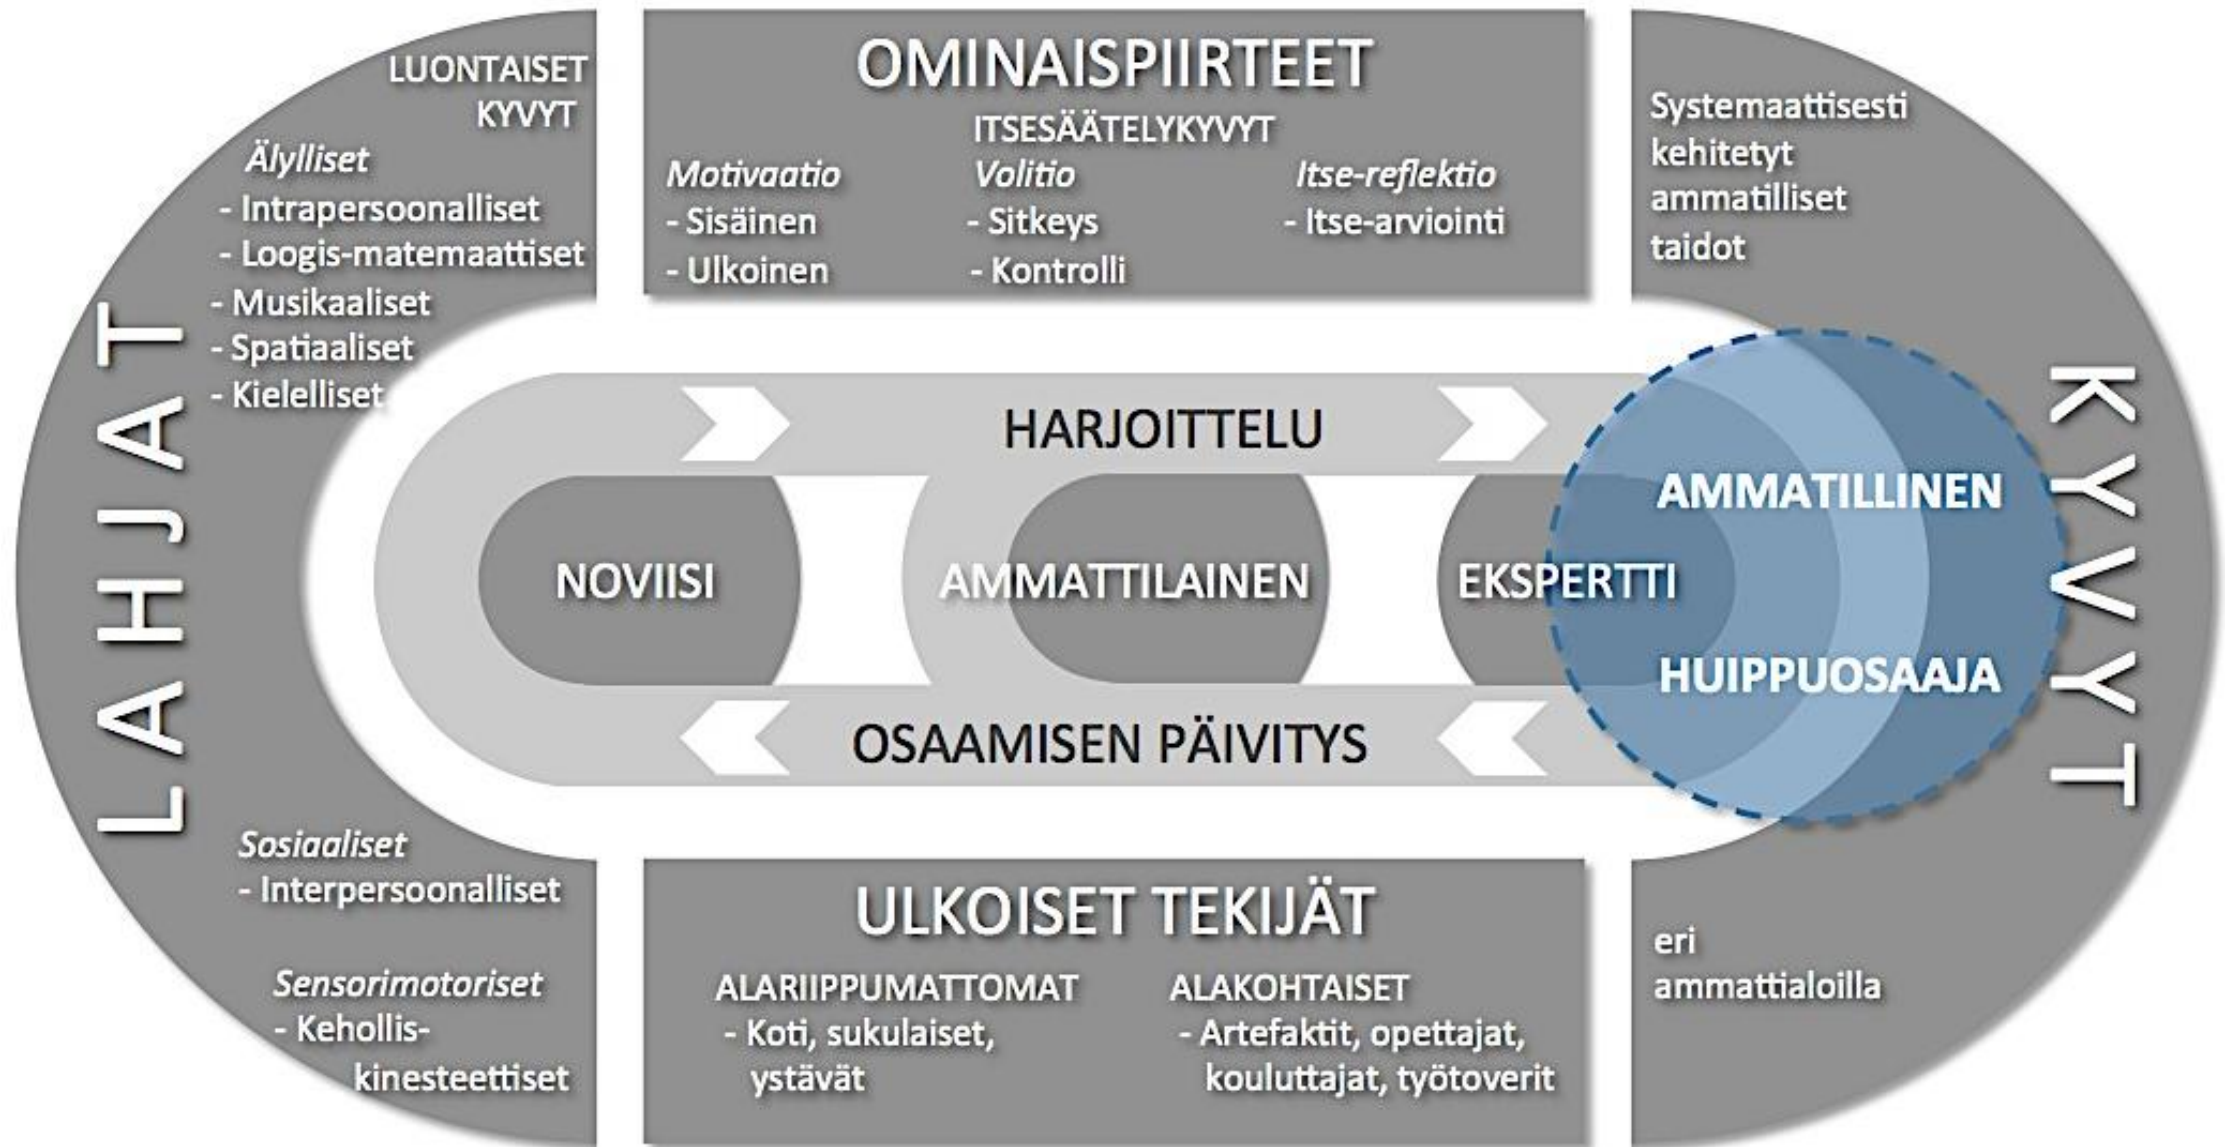 LAHJAT
LUONTAISET
KYVYT
Älylliset
- Intrapersoonalliset
- Loogis-matemaattiset
- Musikaaliset
- Spatiaaliset
- Kielelliset
Sosiaaliset
- Interpersoonalliset
Sensorimotoriset
- Kehollis-
kinesteettiset
OMINAISPIIRTEET
ITSESÄÄTELYKYVYT
Motivaatio
- Sisäinen
- Ulkoinen
Volitio
- Sitkeys
- Kontrolli
Itse-reflektio
- Itse-arviointi
HARJOITTELU
NOVIISI
AMMATTILAINEN
EKSPERTTI
AMMATILLINEN
HUIPPUOSAAJA
OSAAMISEN PÄIVITYS
ULKOISET TEKIJÄT
ALARIIPPUMATTOMAT
- Koti, sukulaiset,
ystävät
ALAKOHTAISET
- Artefaktit, opettajat,
kouluttajat, työtoverit
Systemaattisesti
kehitetyt
ammatilliset
taidot
KYVYT
eri
ammattialoilla